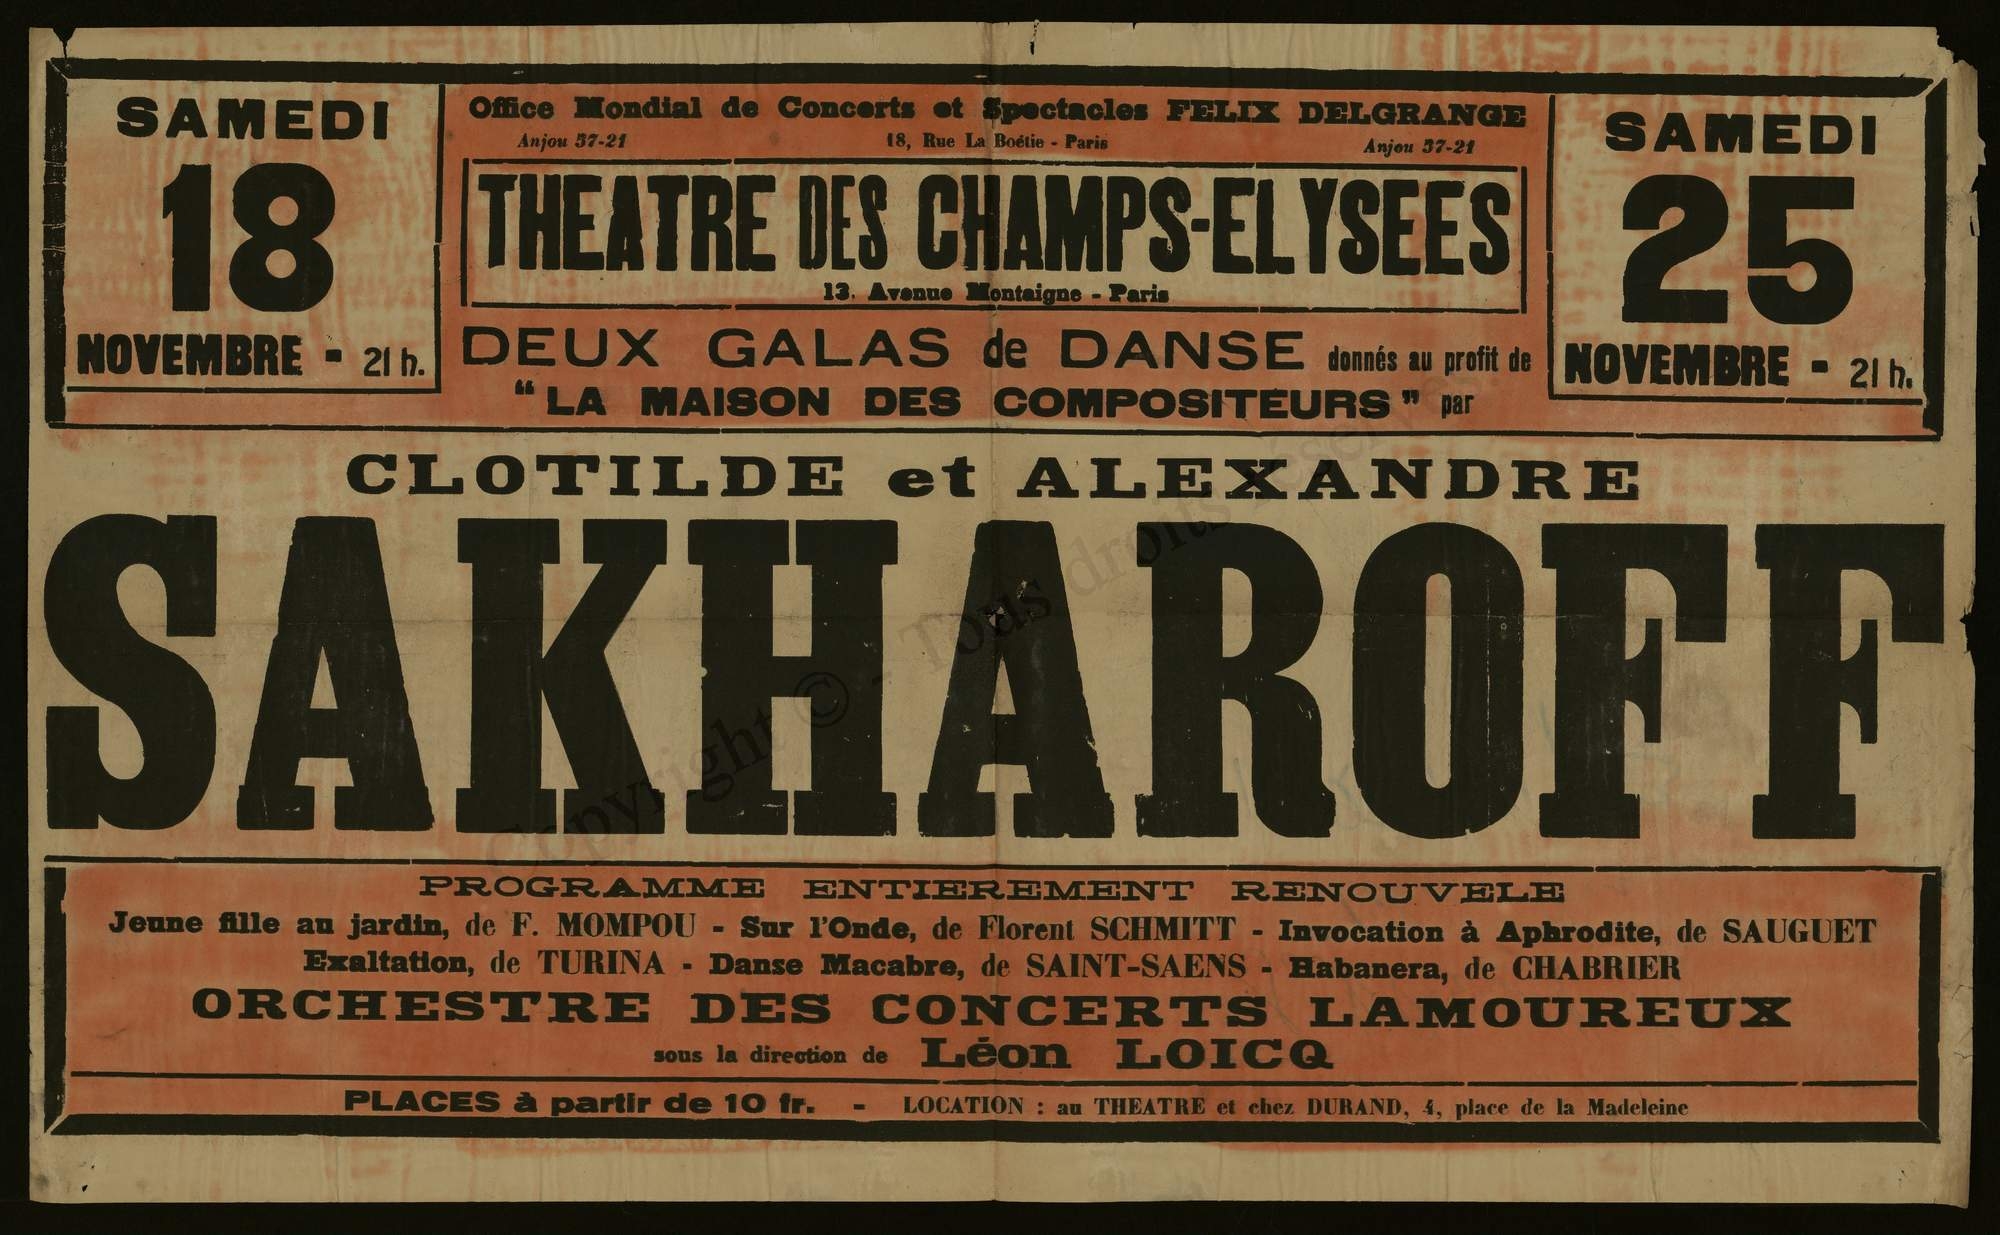 SAMEDI
18
NOVEMBRE - 21 h.
Office Mondial de Concerts et Spectacles FELIX DELGRANGE
Anjou 37-21 18, Rue La Boétie - Paris Anjou 37-21
THEATRE DES CHAMPS-ELYSEES
13, Avenue Montaigne - Paris
DEUX GALAS de DANSE donnés au profit de
“LA MAISON DES COMPOSITEURS” par
SAMEDI
25
NOVEMBRE - 21 h.
CLOTILDE et ALEXANDRE
SAKHAROFF
PROGRAMME ENTIEREMENT RENOUVELE
Jeune fille au jardin, de F. MOMPOU - Sur l'Onde, de Florent SCHMITT - Invocation à Aphrodite, de SAUGUET
Exaltation, de TURINA - Danse Macabre, de SAINT-SAENS - Habanera, de CHABRIER
ORCHESTRE DES CONCERTS LAMOUREUX
sous la direction de Léon LOICQ
PLACES à partir de 10 fr. - LOCATION : au THEATRE et chez DURAND, 4, place de la Madeleine
Copyright © - Tous droits réservés